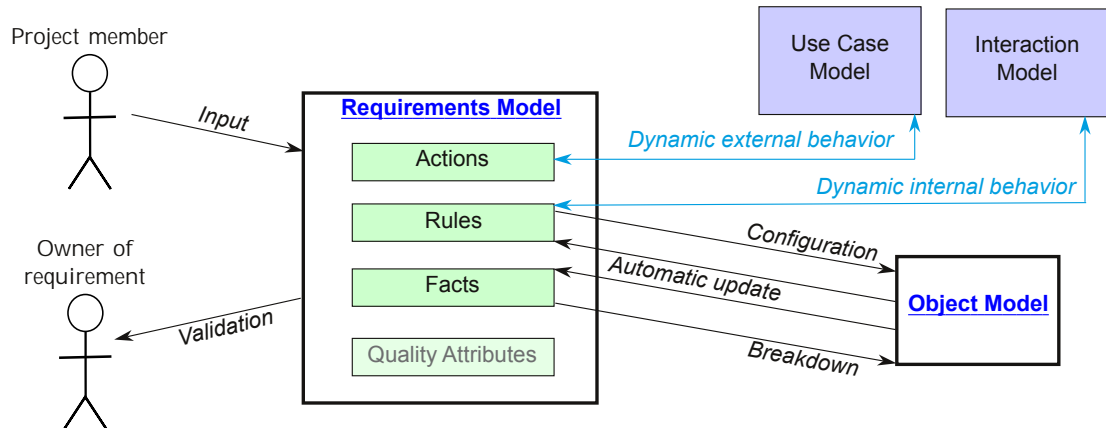 Project member
Input
Owner of
requirement
Validation
Requirements Model
Actions
Rules
Facts
Quality Attributes
Use Case
Model
Interaction
Model
Dynamic external behavior
Dynamic internal behavior
Configuration
Automatic update
Breakdown
Object Model